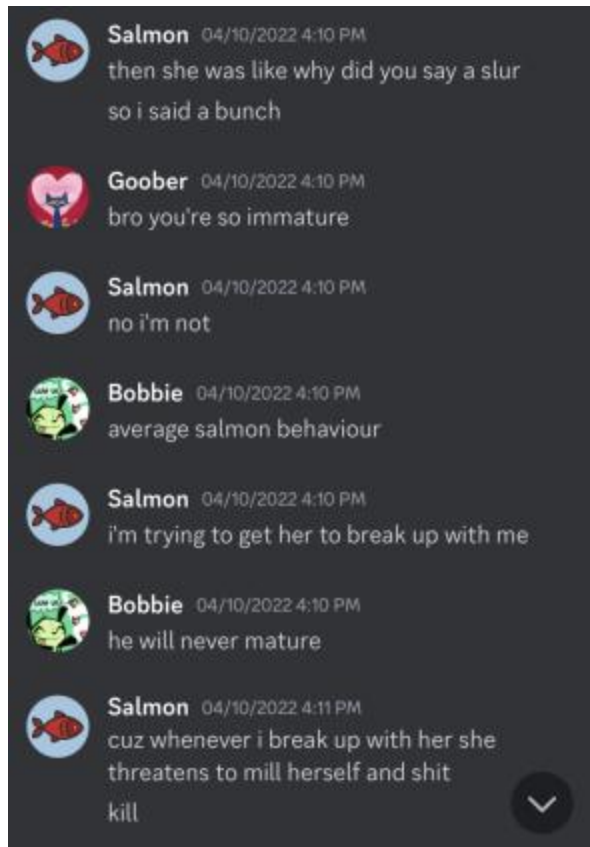 Salmon 04/10/2022 4:10 PM
then she was like why did you say a slur
so i said a bunch
Goober 04/10/2022 4:10 PM
bro you're so immature
Salmon 04/10/2022 4:10 PM
no i'm not
Bobbie 04/10/2022 4:10 PM
average salmon behaviour
Salmon 04/10/2022 4:10 PM
i'm trying to get her to break up with me
Bobbie 04/10/2022 4:10 PM
he will never mature
Salmon 04/10/2022 4:11 PM
cuz whenever i break up with her she
threatens to mill herself and shit
kill